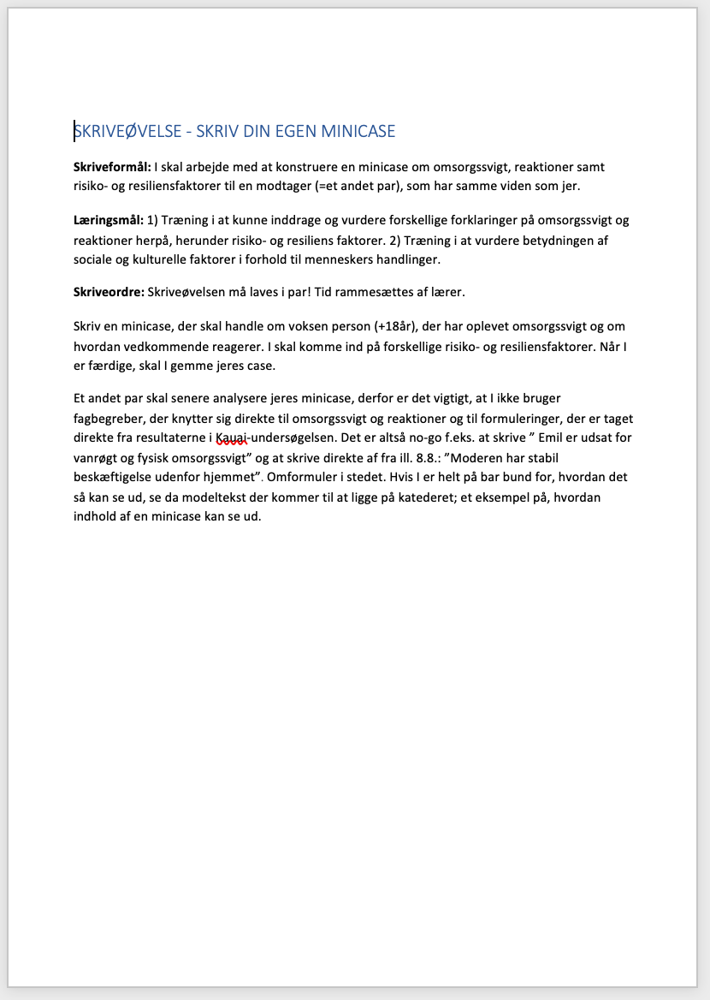 SKRIVEØVELSE - SKRIV DIN EGEN MINICASE
Skriveformål: I skal arbejde med at konstruere en minicase om omsorgssvigt, reaktioner samt
risiko- og resiliensfaktorer til en modtager (=et andet par), som har samme viden som jer.
Læringsmål: 1) Træning i at kunne inddrage og vurdere forskellige forklaringer på omsorgssvigt og
reaktioner herpå, herunder risiko- og resiliens faktorer. 2) Træning i at vurdere betydningen af
sociale og kulturelle faktorer i forhold til menneskers handlinger.
Skriveordre: Skriveøvelsen må laves i par! Tid rammesættes af lærer.
Skriv en minicase, der skal handle om voksen person (+18år), der har oplevet omsorgssvigt og om
hvordan vedkommende reagerer. I skal komme ind på forskellige risiko- og resiliensfaktorer. Når I
er færdige, skal I gemme jeres case.
Et andet par skal senere analysere jeres minicase, derfor er det vigtigt, at I ikke bruger
fagbegreber, der knytter sig direkte til omsorgssvigt og reaktioner og til formuleringer, der er taget
direkte fra resultaterne i Kauai-undersøgelsen. Det er altså no-go f.eks. at skrive ” Emil er udsat for
vanrøgt og fysisk omsorgssvigt” og at skrive direkte af fra ill. 8.8.: ”Moderen har stabil
beskæftigelse udenfor hjemmet”. Omformuler i stedet. Hvis I er helt på bar bund for, hvordan det
så kan se ud, se da modeltekst der kommer til at ligge på katederet; et eksempel på, hvordan
indhold af en minicase kan se ud.